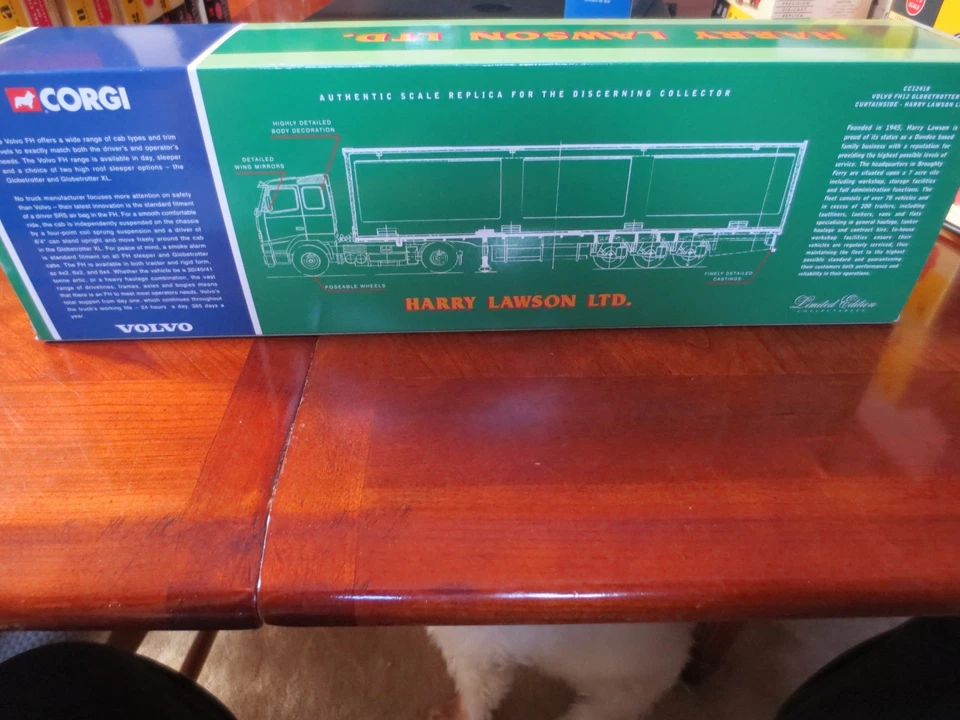 HARRY LAWSON LTD.
CORGI
Volvo FH offers a wide range of cab types and trim
levels to exactly match both the driver's and operator's
needs. The Volvo FH range is available in day, sleeper
and a choice of two high roof sleeper options – the
Globetrotter and Globetrotter XL.
No truck manufacturer focuses more attention on safety
than Volvo – their latest innovation is the standard fitment
of a driver SRS air bag in the FH. For a smooth comfortable
ride, the cab is independently suspended on the chassis
by a four-point coil sprung suspension and a driver of
6'6" can stand upright and move freely around the cab
in the Globetrotter XL. For peace of mind, a smoke alarm
is standard fitment on all FH sleeper and Globetrotter
cabs. The FH is available in both tractor and rigid form,
as 4x2, 6x2, and 6x4. Whether the vehicle be a 38/40/41
tonne artic, or a heavy haulage combination, the vast
range of drivelines, frames, axles and bogies means
that there is an FH to meet most operators needs. Volvo's
total support from day one, which continues throughout
the truck's working life – 24 hours a day, 365 days a
year.
VOLVO
AUTHENTIC SCALE REPLICA FOR THE DISCERNING COLLECTOR
HIGHLY DETAILED
BODY DECORATION
DETAILED
WING MIRRORS
POSEABLE WHEELS
FINELY DETAILED
CASTINGS
HARRY LAWSON LTD.
CC12418
VOLVO FH12 GLOBETROTTER
CURTAINSIDE - HARRY LAWSON
Founded in 1945, Harry Lawson is
proud of its status as a Dundee based
family business with a reputation for
providing the highest possible levels of
service. The headquarters in Broughty
Ferry are situated upon a 7 acre site
including workshop, storage facilities
and full administration functions. The
fleet consists of over 70 vehicles and
in excess of 200 trailers, including
tautliners, tankers, vans and flats
specialising in general haulage, tanker
haulage and contract hire. In-house
workshop facilities ensure their
vehicles are regularly serviced, thus
maintaining the fleet to the highest
possible standard and guaranteeing
their customers both performance and
reliability in their operations.
Limited Edition
COLLECTABLES